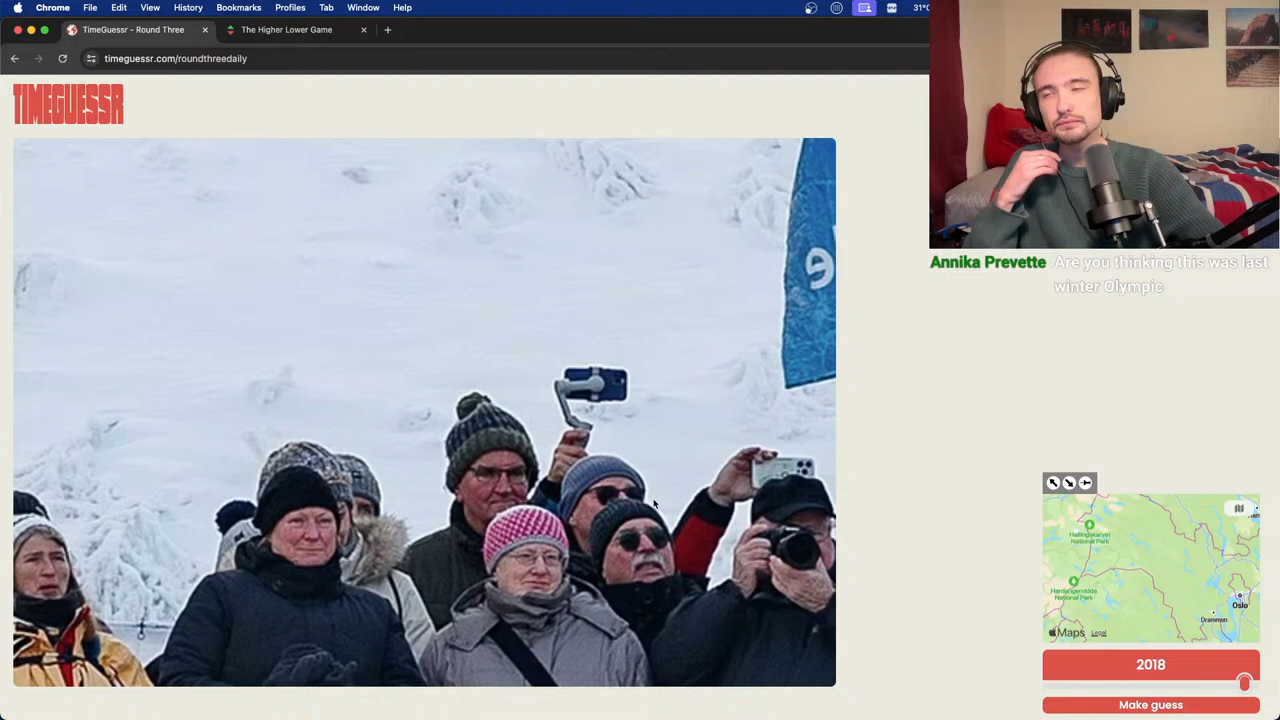 Chrome File Edit View History Bookmarks Profiles Tab Window Help
31°C
TimeGuessr - Round Three
The Higher Lower Game
timeguessr.com/roundthreedaily
TIMEGUESSR
e
Annika Prevette Are you thinking this was last
winter Olympic
Hallingskarvet
National Park
Hardangervidda
National Park
Oslo
Drammen
Maps Legal
2018
Make guess